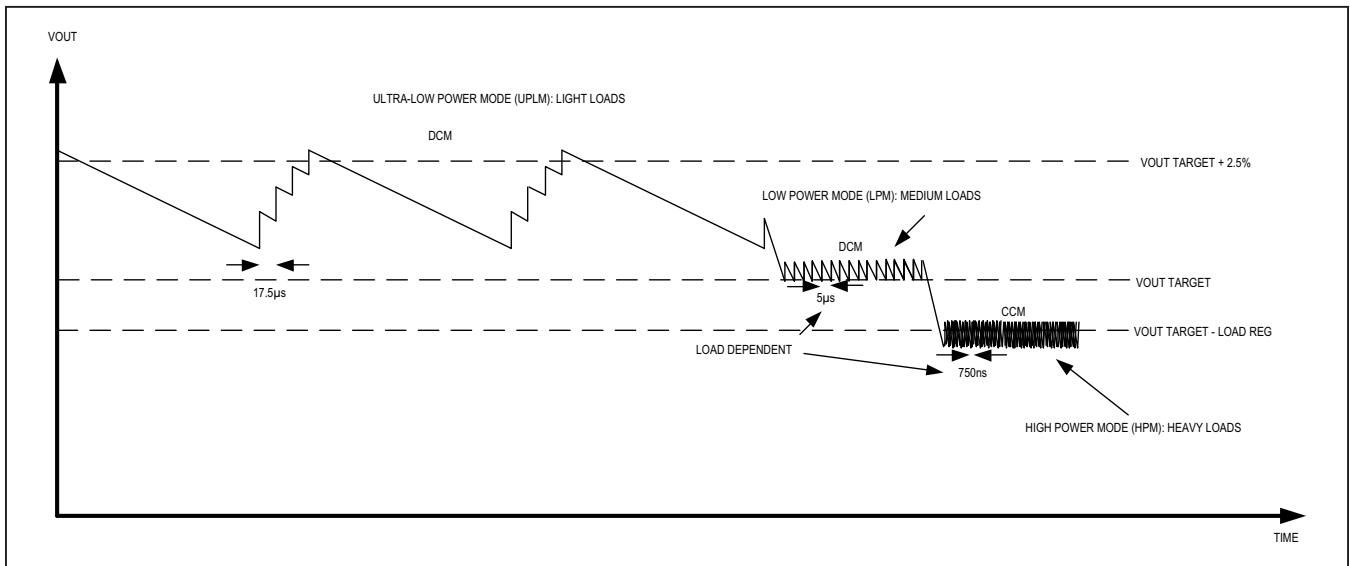 VOUT
ULTRA-LOW POWER MODE (UPLM): LIGHT LOADS
DCM
VOUT TARGET + 2.5%
LOW POWER MODE (LPM): MEDIUM LOADS
DCM
17.5µs
VOUT TARGET
5µs
CCM
VOUT TARGET - LOAD REG
LOAD DEPENDENT
750ns
HIGH POWER MODE (HPM): HEAVY LOADS
TIME